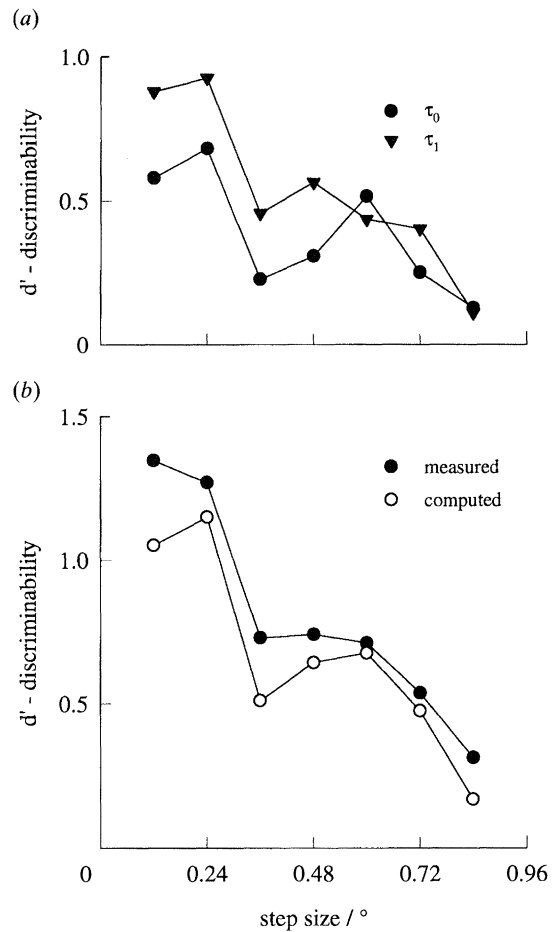 (a)
1.0
0.5
0
d' - discriminability
τ0
τ1
(b)
1.5
1.0
0.5
0
d' - discriminability
measured
computed
0.24
0.48
0.72
0.96
step size / °